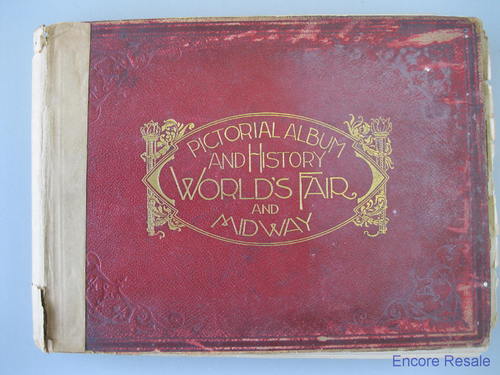 PICTORIAL ALBUM
AND HISTORY
WORLD'S FAIR
AND
MIDWAY
Encore Resale